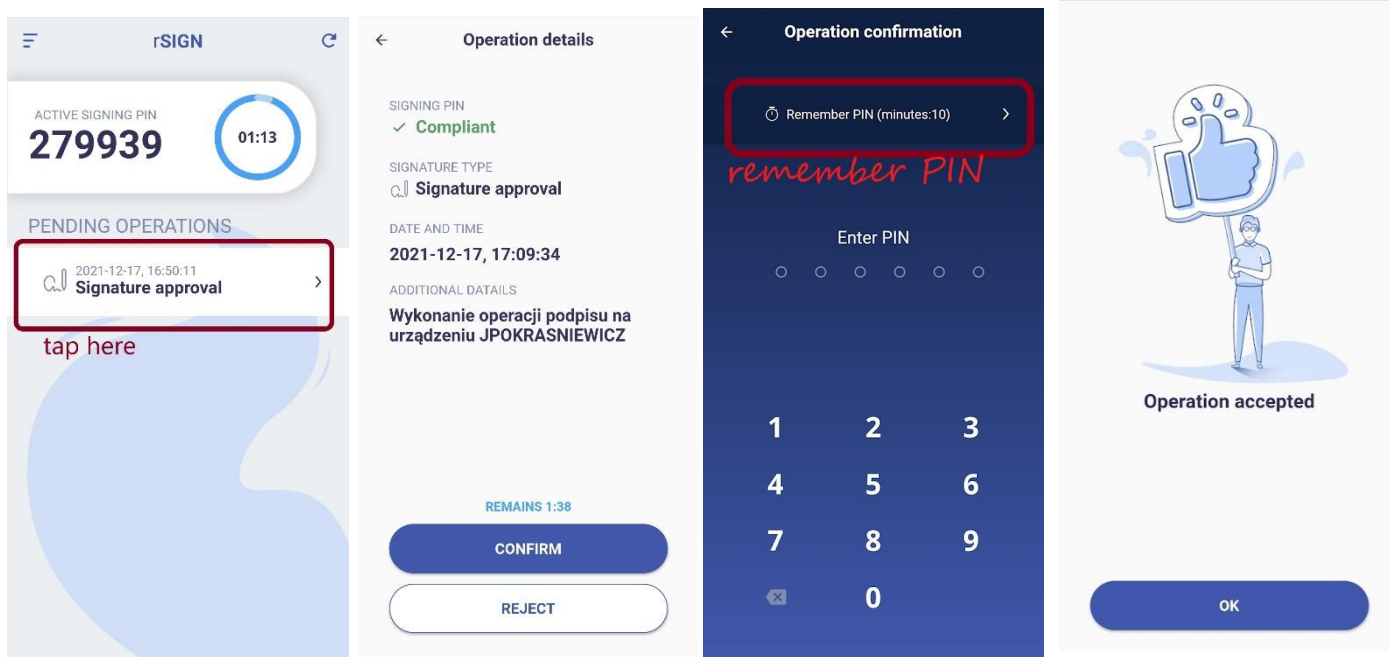 rSIGN
ACTIVE SIGNING PIN
279939
01:13
PENDING OPERATIONS
2021-12-17, 16:50:11
Signature approval
tap here
Operation details
SIGNING PIN
Compliant
SIGNATURE TYPE
Signature approval
DATE AND TIME
2021-12-17, 17:09:34
ADDITIONAL DATAILS
Wykonanie operacji podpisu na
urządzeniu JPOKRASNIEWICZ
REMAINS 1:38
CONFIRM
REJECT
Operation confirmation
Remember PIN (minutes:10)
remember PIN
Enter PIN
1 2 3
4 5 6
7 8 9
0
Operation accepted
OK